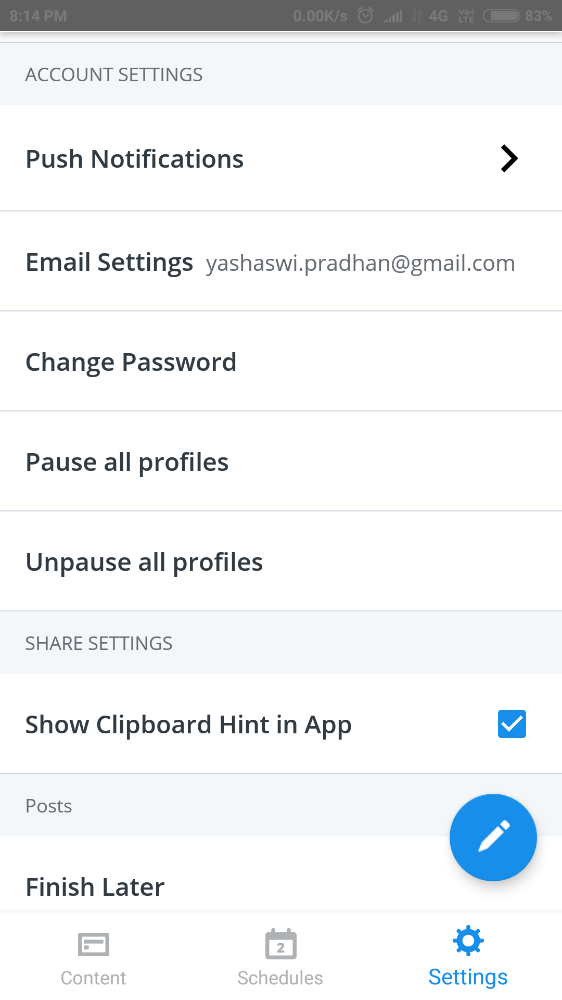 8:14 PM 0.00K/s 4G VoLTE 83%
ACCOUNT SETTINGS
Push Notifications
Email Settings yashaswi.pradhan@gmail.com
Change Password
Pause all profiles
Unpause all profiles
SHARE SETTINGS
Show Clipboard Hint in App
Posts
Finish Later
2
Content Schedules Settings